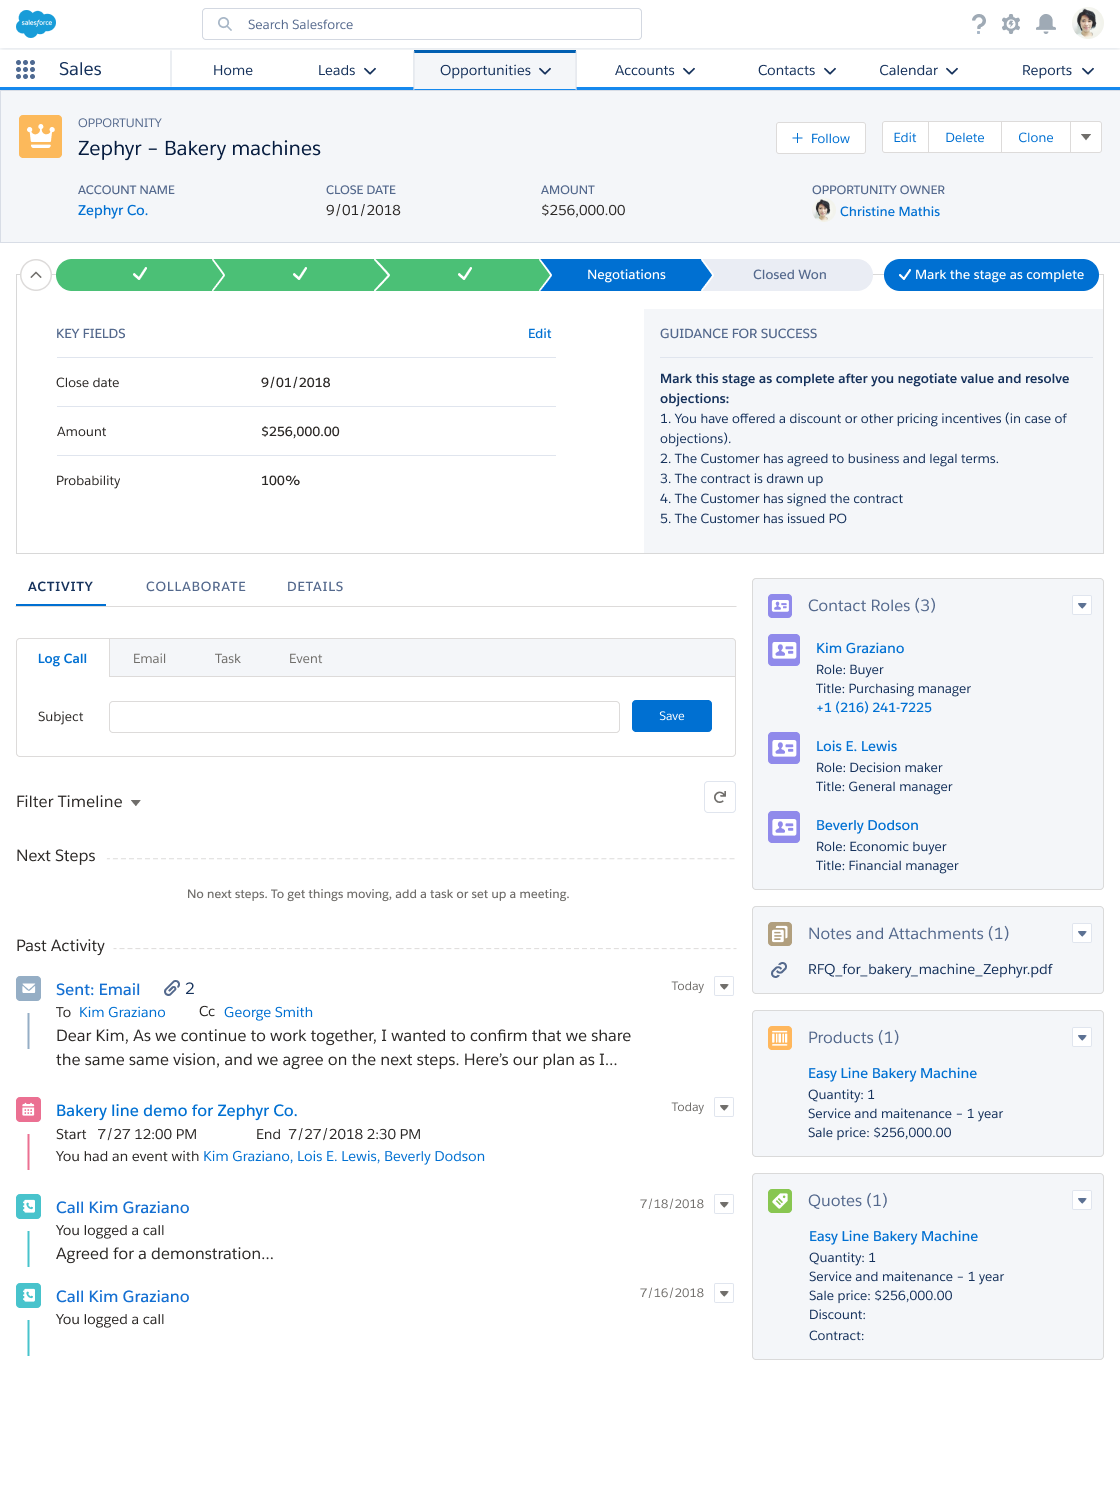 salesforce
Search Salesforce
?
Sales
Home
Leads
Opportunities
Accounts
Contacts
Calendar
Reports
OPPORTUNITY
Zephyr – Bakery machines
+ Follow
Edit
Delete
Clone
ACCOUNT NAME
CLOSE DATE
AMOUNT
OPPORTUNITY OWNER
Zephyr Co.
9/01/2018
$256,000.00
Christine Mathis
Negotiations
Closed Won
Mark the stage as complete
KEY FIELDS
Edit
Close date
9/01/2018
Amount
$256,000.00
Probability
100%
GUIDANCE FOR SUCCESS
Mark this stage as complete after you negotiate value and resolve
objections:
1. You have offered a discount or other pricing incentives (in case of
objections).
2. The Customer has agreed to business and legal terms.
3. The contract is drawn up
4. The Customer has signed the contract
5. The Customer has issued PO
ACTIVITY
COLLABORATE
DETAILS
Log Call
Email
Task
Event
Subject
Save
Filter Timeline
Next Steps
No next steps. To get things moving, add a task or set up a meeting.
Past Activity
Sent: Email
2
Today
To Kim Graziano
Cc George Smith
Dear Kim, As we continue to work together, I wanted to confirm that we share
the same same vision, and we agree on the next steps. Here's our plan as I...
Bakery line demo for Zephyr Co.
Today
Start 7/27 12:00 PM
End 7/27/2018 2:30 PM
You had an event with Kim Graziano, Lois E. Lewis, Beverly Dodson
Call Kim Graziano
7/18/2018
You logged a call
Agreed for a demonstration...
Call Kim Graziano
7/16/2018
You logged a call
Contact Roles (3)
Kim Graziano
Role: Buyer
Title: Purchasing manager
+1 (216) 241-7225
Lois E. Lewis
Role: Decision maker
Title: General manager
Beverly Dodson
Role: Economic buyer
Title: Financial manager
Notes and Attachments (1)
RFQ_for_bakery_machine_Zephyr.pdf
Products (1)
Easy Line Bakery Machine
Quantity: 1
Service and maitenance – 1 year
Sale price: $256,000.00
Quotes (1)
Easy Line Bakery Machine
Quantity: 1
Service and maitenance – 1 year
Sale price: $256,000.00
Discount:
Contract: